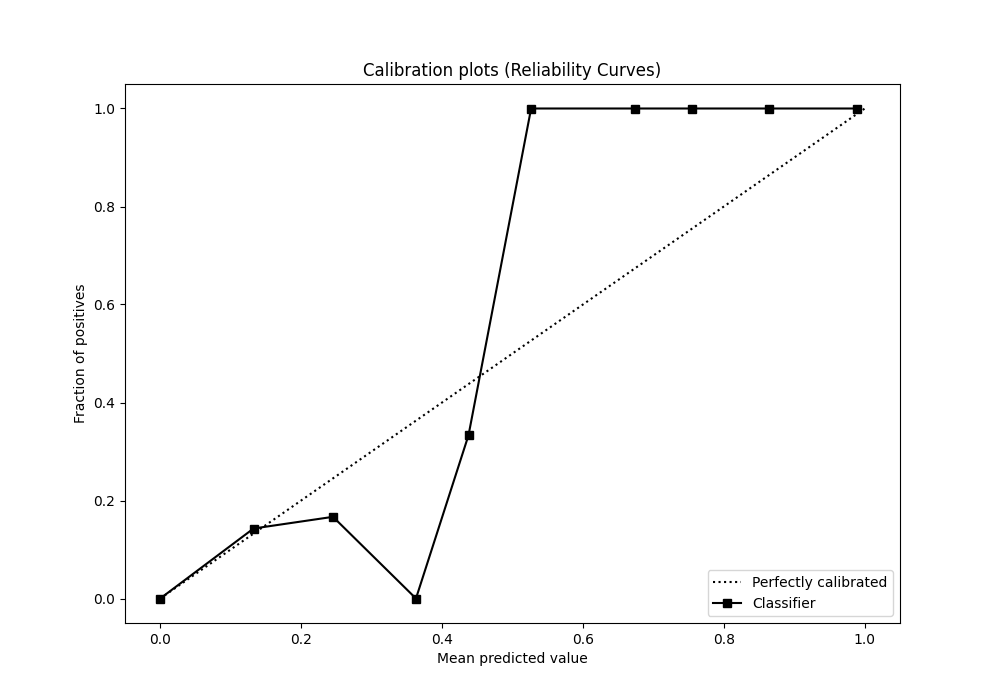 Calibration plots (Reliability Curves)
1.0
0.8
0.6
0.4
0.2
0.0
Fraction of positives
0.0 0.2 0.4 0.6 0.8 1.0
Mean predicted value
Perfectly calibrated
Classifier